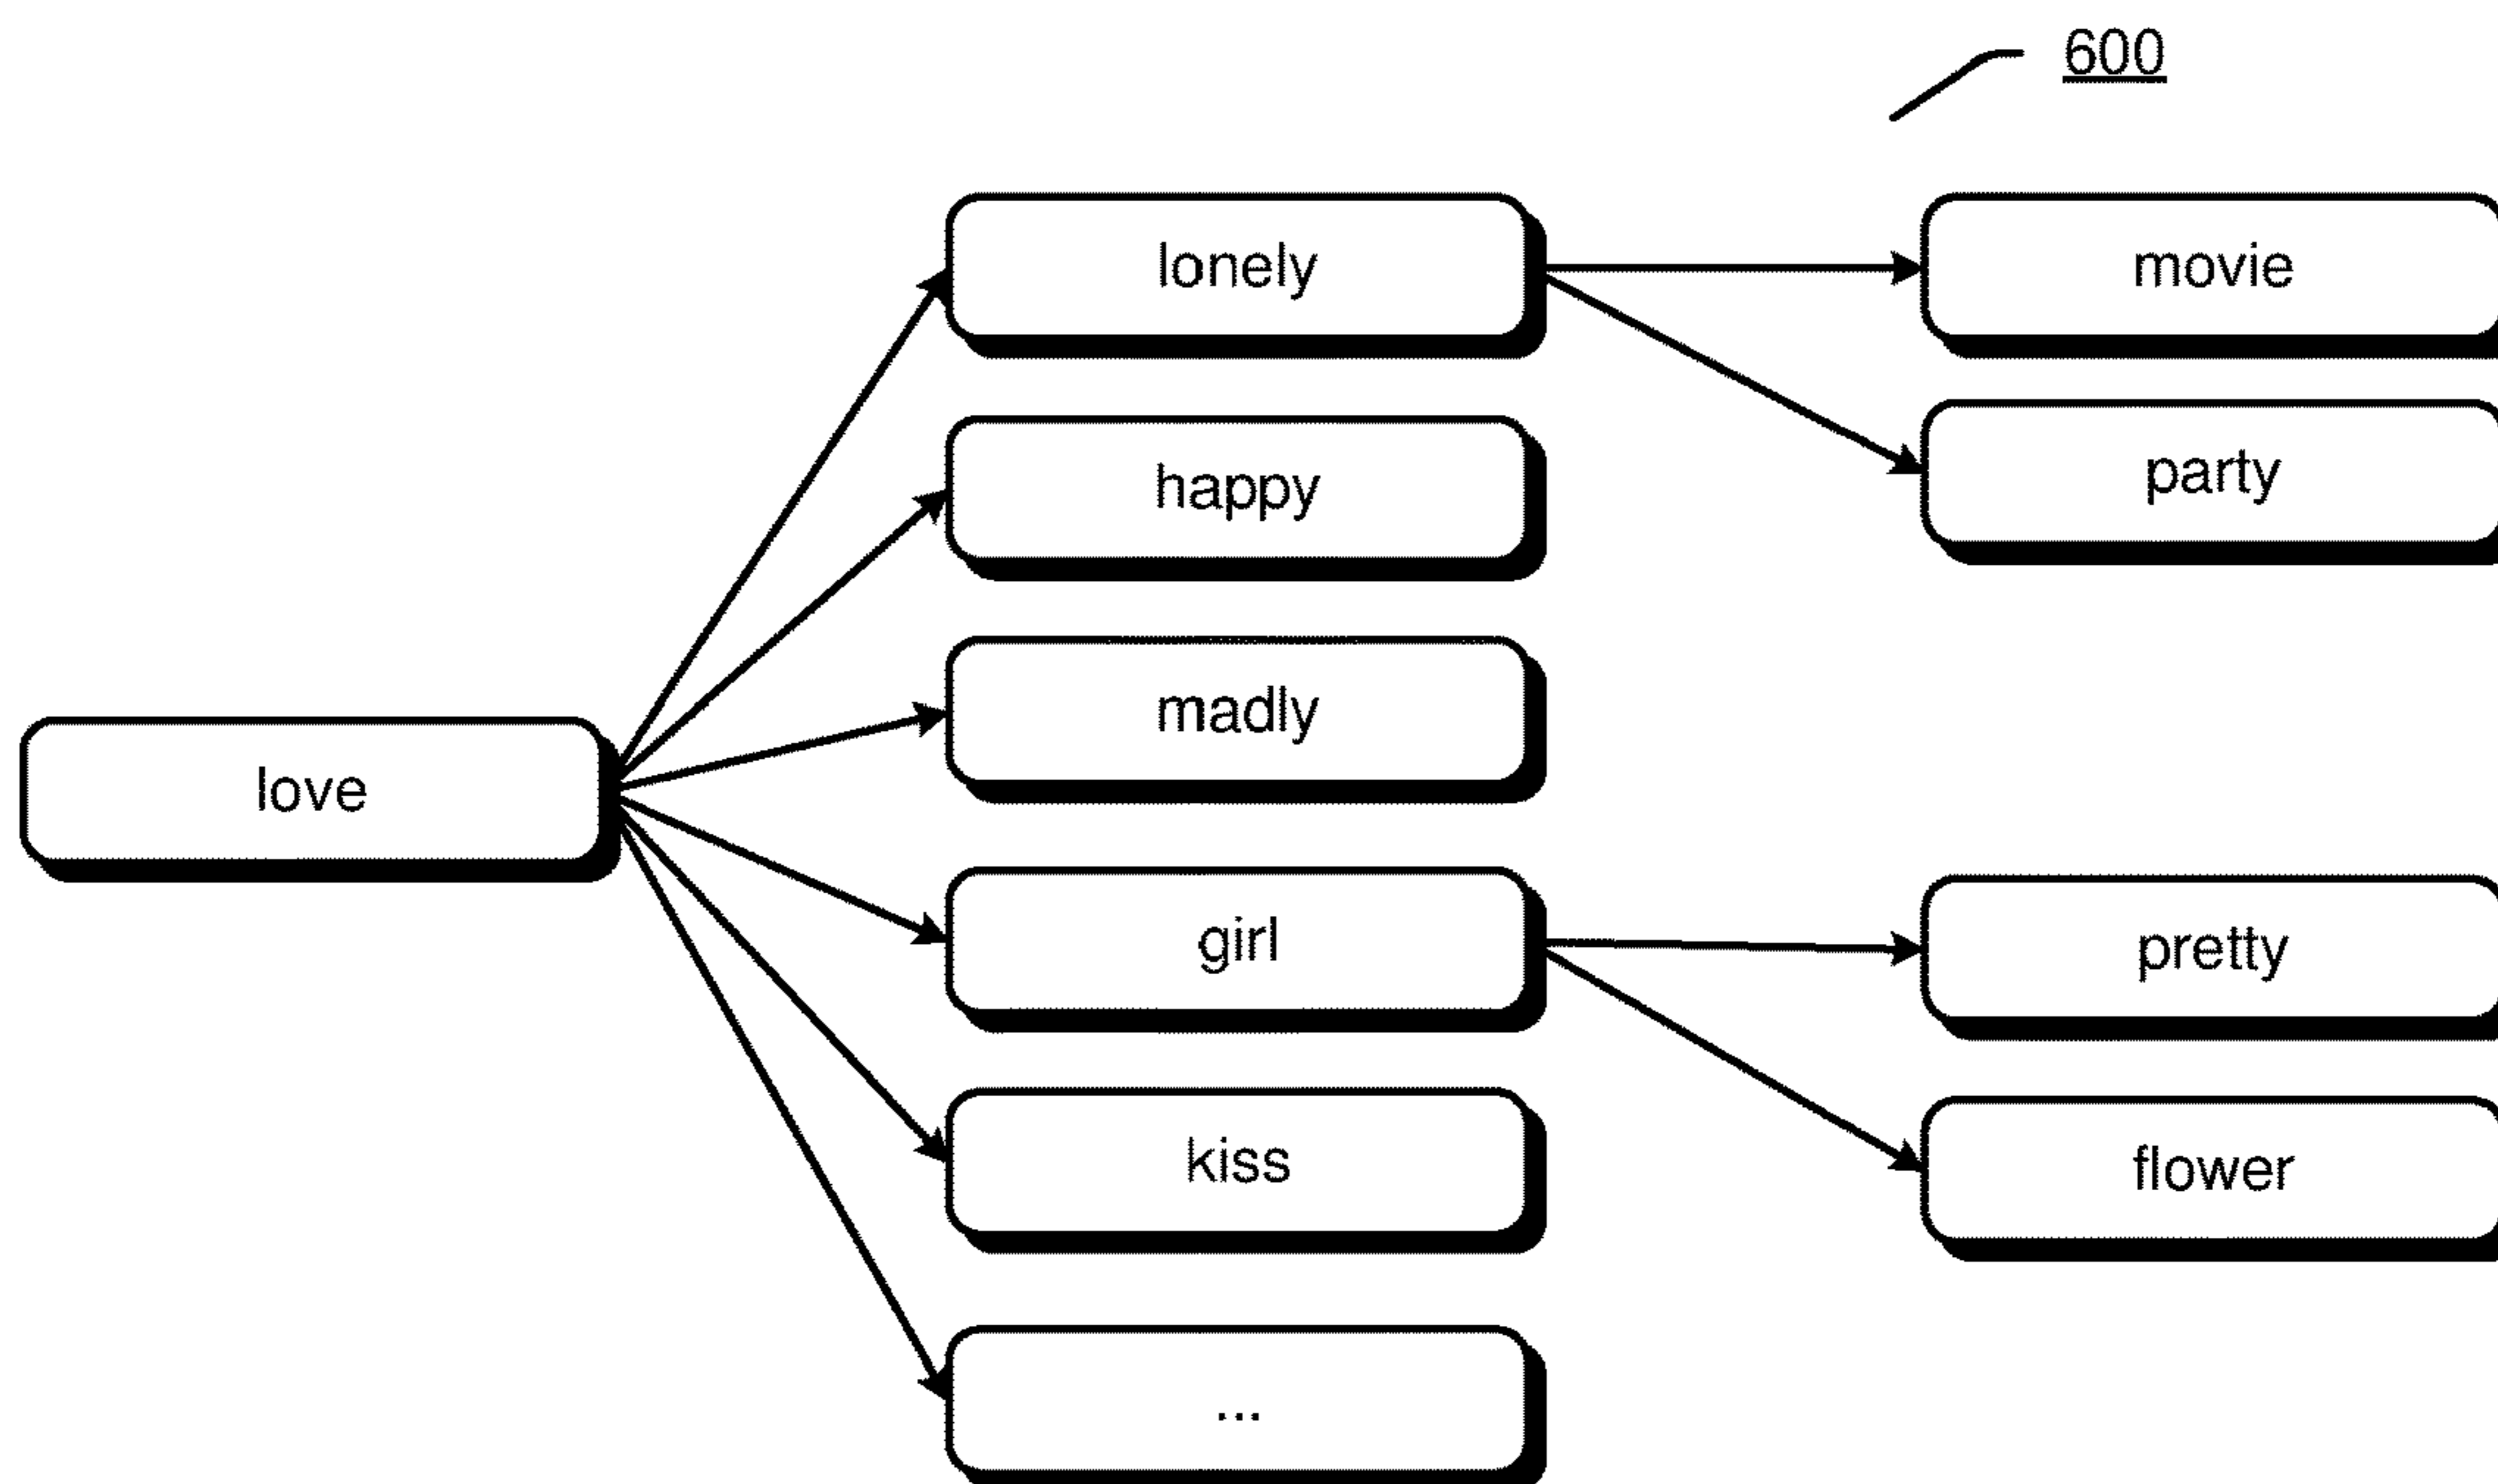 600
lonely
movie
happy
party
madly
love
girl
pretty
kiss
flower
...